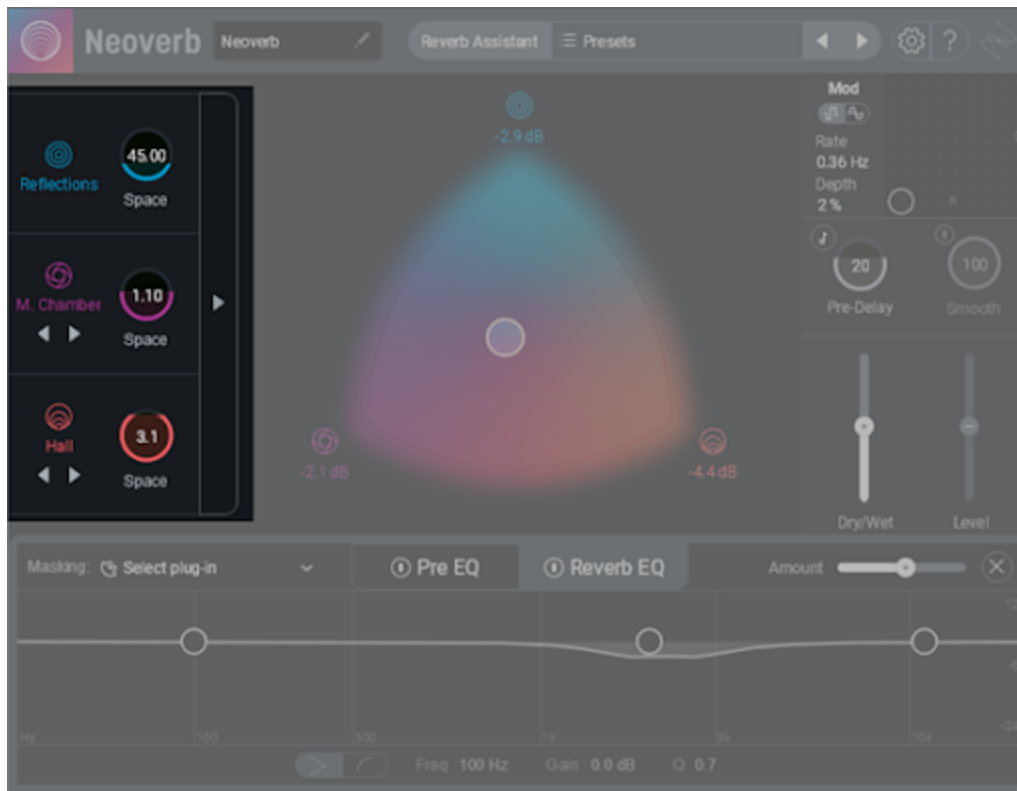 Neoverb
Neoverb
Reverb Assistant
Presets
?
Reflections
45.00
Space
M. Chamber
1.10
Space
Hall
3.1
Space
-2.9 dB
-2.1 dB
-4.4 dB
Mod
Rate
0.36 Hz
Depth
2 %
R
20
Pre-Delay
100
Smooth
Dry/Wet
Level
Masking:
Select plug-in
Pre EQ
Reverb EQ
Amount
Hz
100
300
1k
3k
10k
Freq 100 Hz
Gain 0.0 dB
Q 0.7